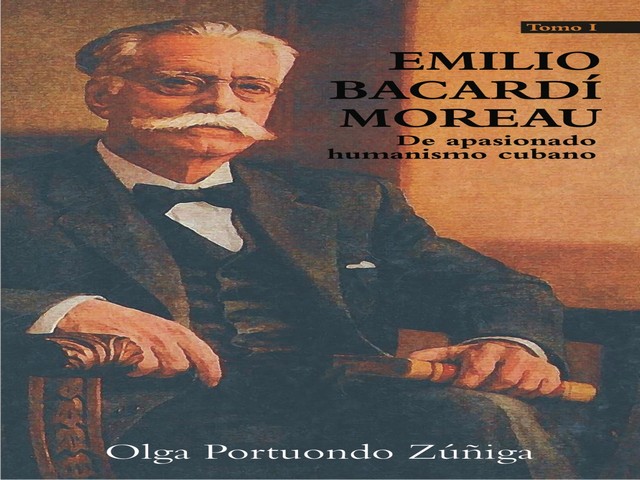 Tomo I
EMILIO
BACARDÍ
MOREAU
De apasionado
humanismo cubano
Olga Portuondo Zúñiga